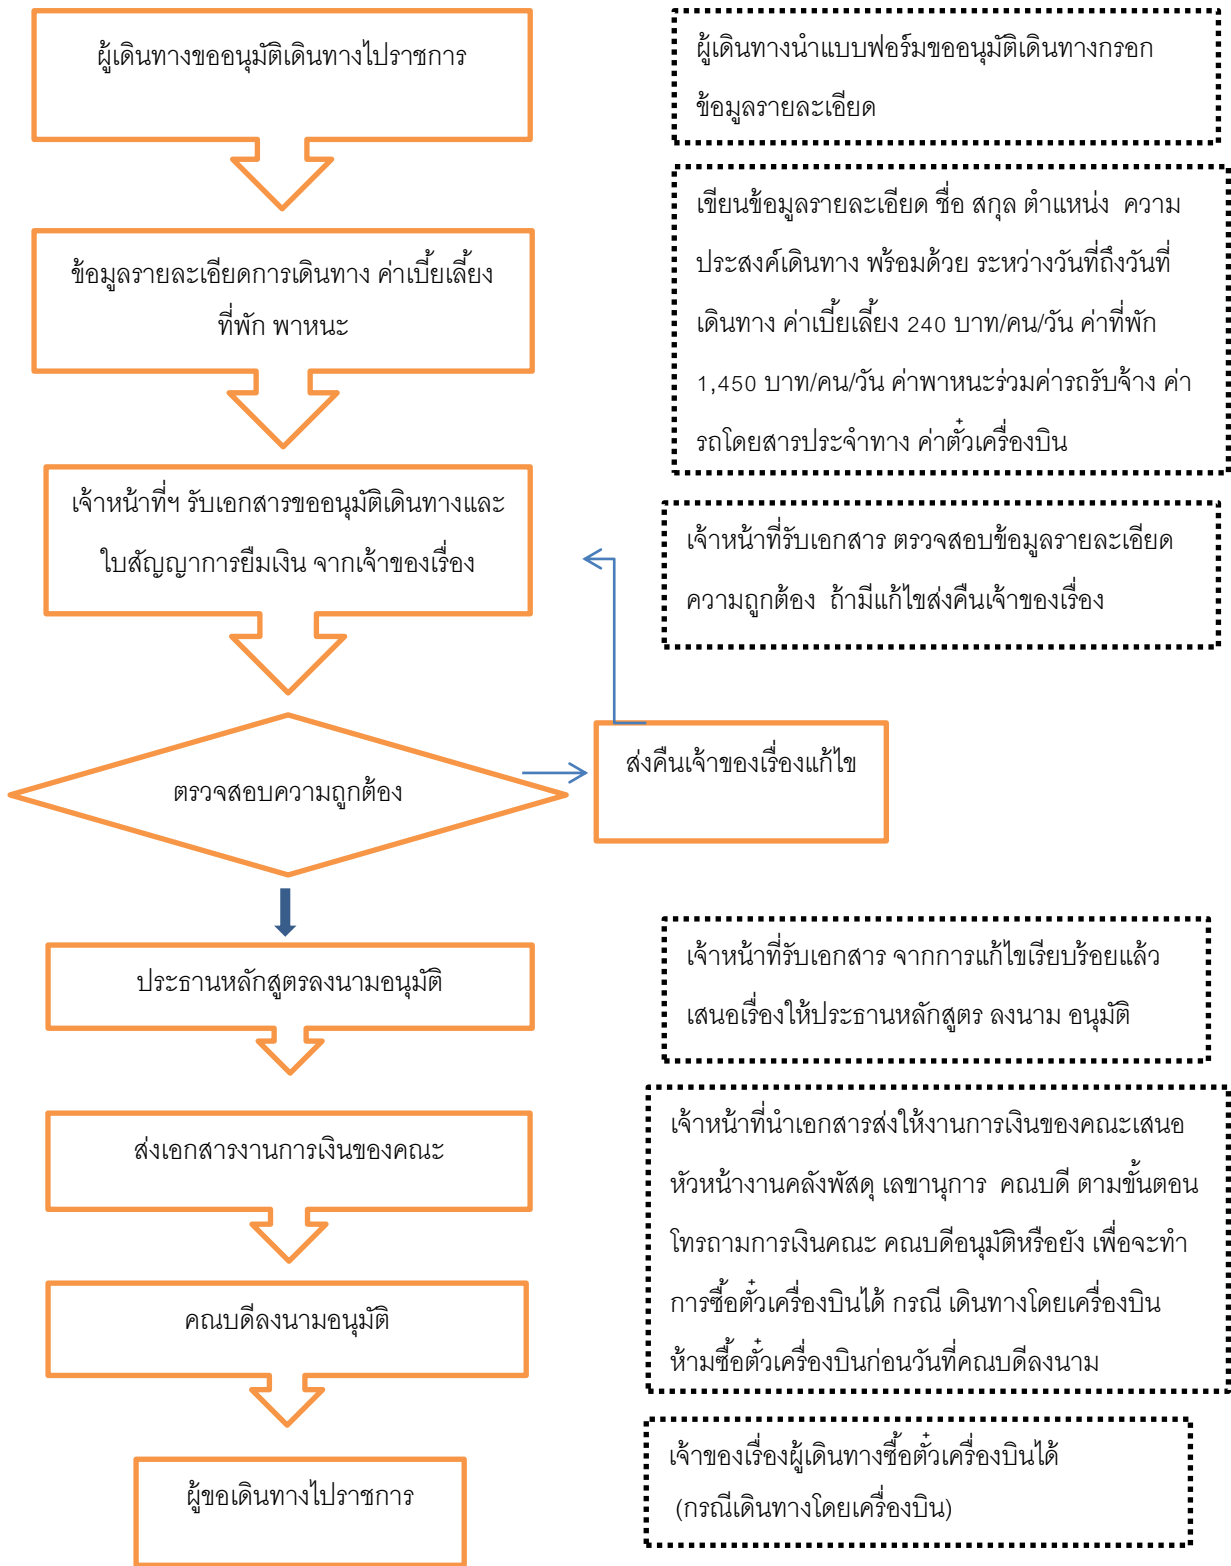 ผู้เดินทางขออนุมัติเดินทางไปราชการ
ผู้เดินทางนำแบบฟอร์มขออนุมัติเดินทางกรอก
ข้อมูลรายละเอียด
ข้อมูลรายละเอียดการเดินทาง ค่าเบี้ยเลี้ยง
ที่พัก พาหนะ
เขียนข้อมูลรายละเอียด ชื่อ สกุล ตำแหน่ง ความ
ประสงค์เดินทาง พร้อมด้วย ระหว่างวันที่ถึงวันที่
เดินทาง ค่าเบี้ยเลี้ยง 240 บาท/คน/วัน ค่าที่พัก
1,450 บาท/คน/วัน ค่าพาหนะร่วมค่ารถรับจ้าง ค่า
รถโดยสารประจำทาง ค่าตั๋วเครื่องบิน
เจ้าหน้าที่ฯ รับเอกสารขออนุมัติเดินทางและ
ใบสัญญาการยืมเงิน จากเจ้าของเรื่อง
เจ้าหน้าที่รับเอกสาร ตรวจสอบข้อมูลรายละเอียด
ความถูกต้อง ถ้ามีแก้ไขส่งคืนเจ้าของเรื่อง
ตรวจสอบความถูกต้อง
ส่งคืนเจ้าของเรื่องแก้ไข
ประธานหลักสูตรลงนามอนุมัติ
เจ้าหน้าที่รับเอกสาร จากการแก้ไขเรียบร้อยแล้ว
เสนอเรื่องให้ประธานหลักสูตร ลงนาม อนุมัติ
ส่งเอกสารงานการเงินของคณะ
เจ้าหน้าที่นำเอกสารส่งให้งานการเงินของคณะเสนอ
หัวหน้างานคลังพัสดุ เลขานุการ คณบดี ตามขั้นตอน
โทรถามการเงินคณะ คณบดีอนุมัติหรือยัง เพื่อจะทำ
การซื้อตั๋วเครื่องบินได้ กรณี เดินทางโดยเครื่องบิน
ห้ามซื้อตั๋วเครื่องบินก่อนวันที่คณบดีลงนาม
คณบดีลงนามอนุมัติ
เจ้าของเรื่องผู้เดินทางซื้อตั๋วเครื่องบินได้
(กรณีเดินทางโดยเครื่องบิน)
ผู้ขอเดินทางไปราชการ